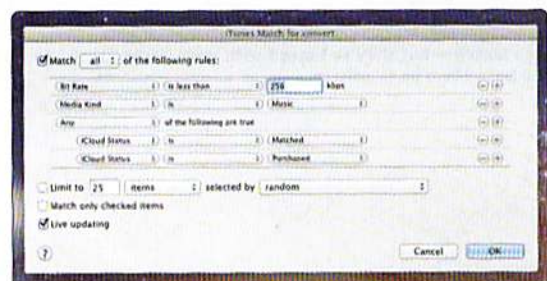 iTunes Match for convert
Match all of the following rules:
Bit Rate is less than 256 kbps
Media Kind is Music
Any of the following are true
iCloud Status is Matched
iCloud Status is Purchased
Limit to 25 items selected by random
Match only checked items
Live updating
? Cancel OK